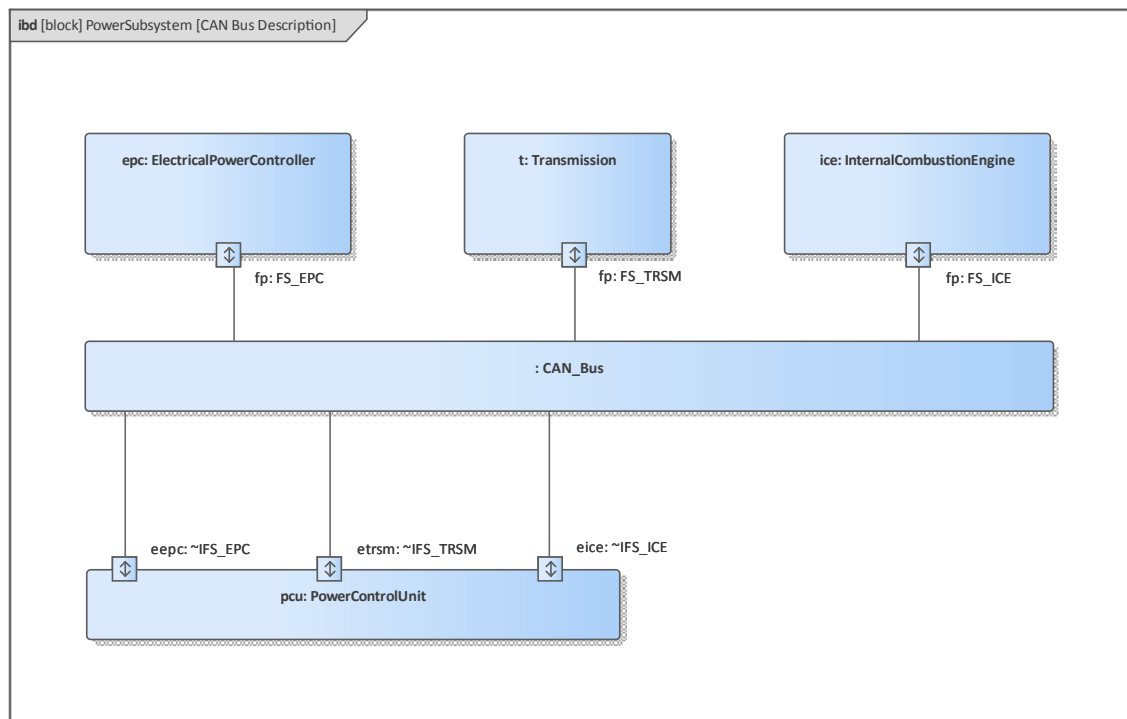 ibd [block] PowerSubsystem [CAN Bus Description]
epc: ElectricalPowerController
t: Transmission
ice: InternalCombustionEngine
fp: FS_EPC
fp: FS_TRSM
fp: FS_ICE
: CAN_Bus
eepc: ~IFS_EPC
etrsm: ~IFS_TRSM
eice: ~IFS_ICE
pcu: PowerControlUnit